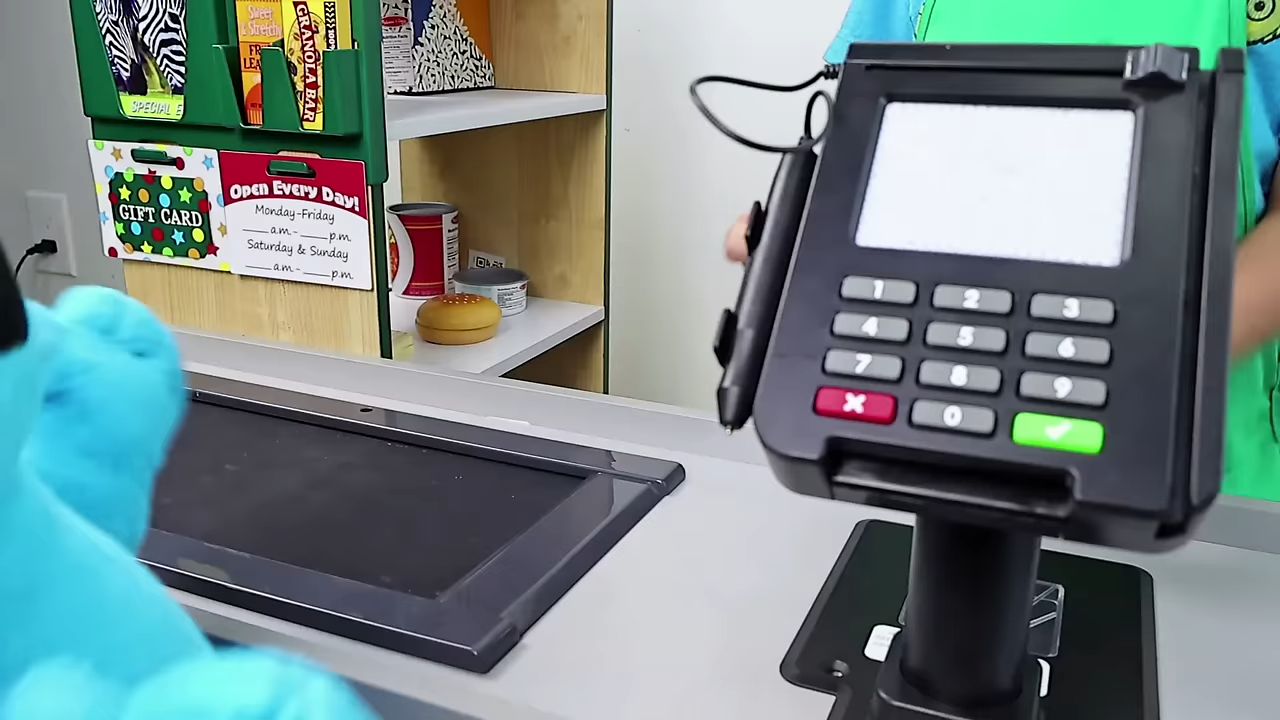 SPECIAL
Sweet
& Stretchy
GRANOLA BAR
GIFT CARD
Open Every Day!
Monday-Friday
___a.m.-___p.m.
Saturday & Sunday
___a.m.-___p.m.
1 2 3
4 5 6
7 8 9
0